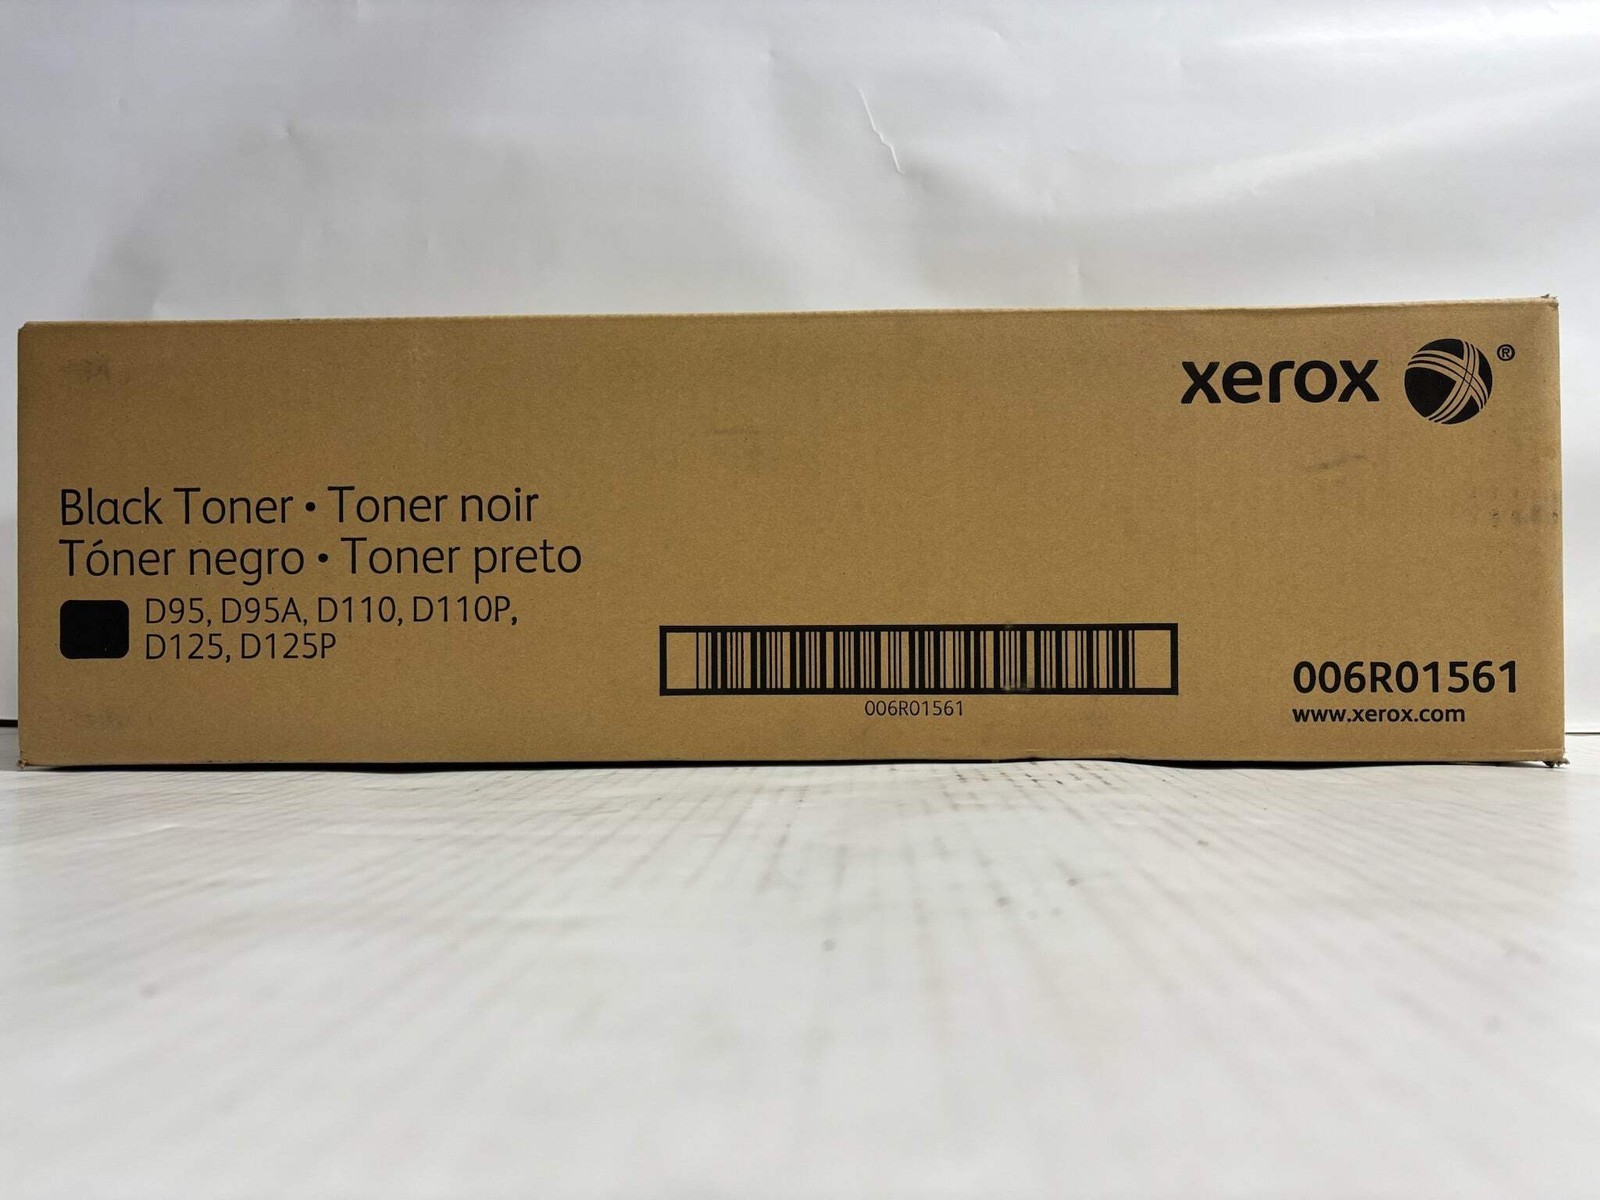 xerox ®
Black Toner • Toner noir
Tóner negro • Toner preto
D95, D95A, D110, D110P,
D125, D125P
006R01561
006R01561
www.xerox.com